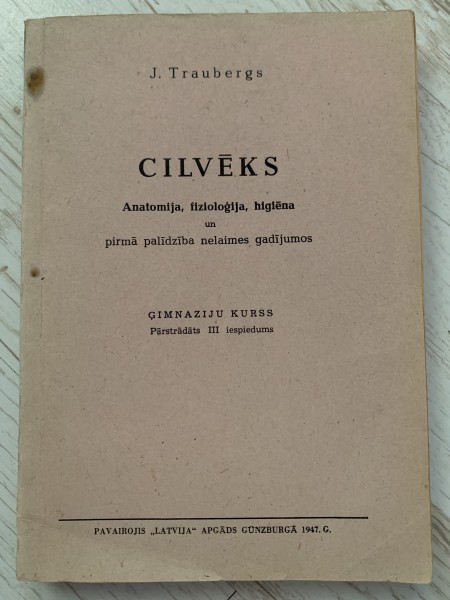 J. Traubergs
CILVĒKS
Anatomija, fizioloģija, higiēna
un
pirmā palīdzība nelaimes gadījumos
ĢIMNAZIJU KURSS
Pārstrādāts III iespiedums
PAVAIROJIS „LATVIJA" APGĀDS GÜNZBURGĀ 1947. G.